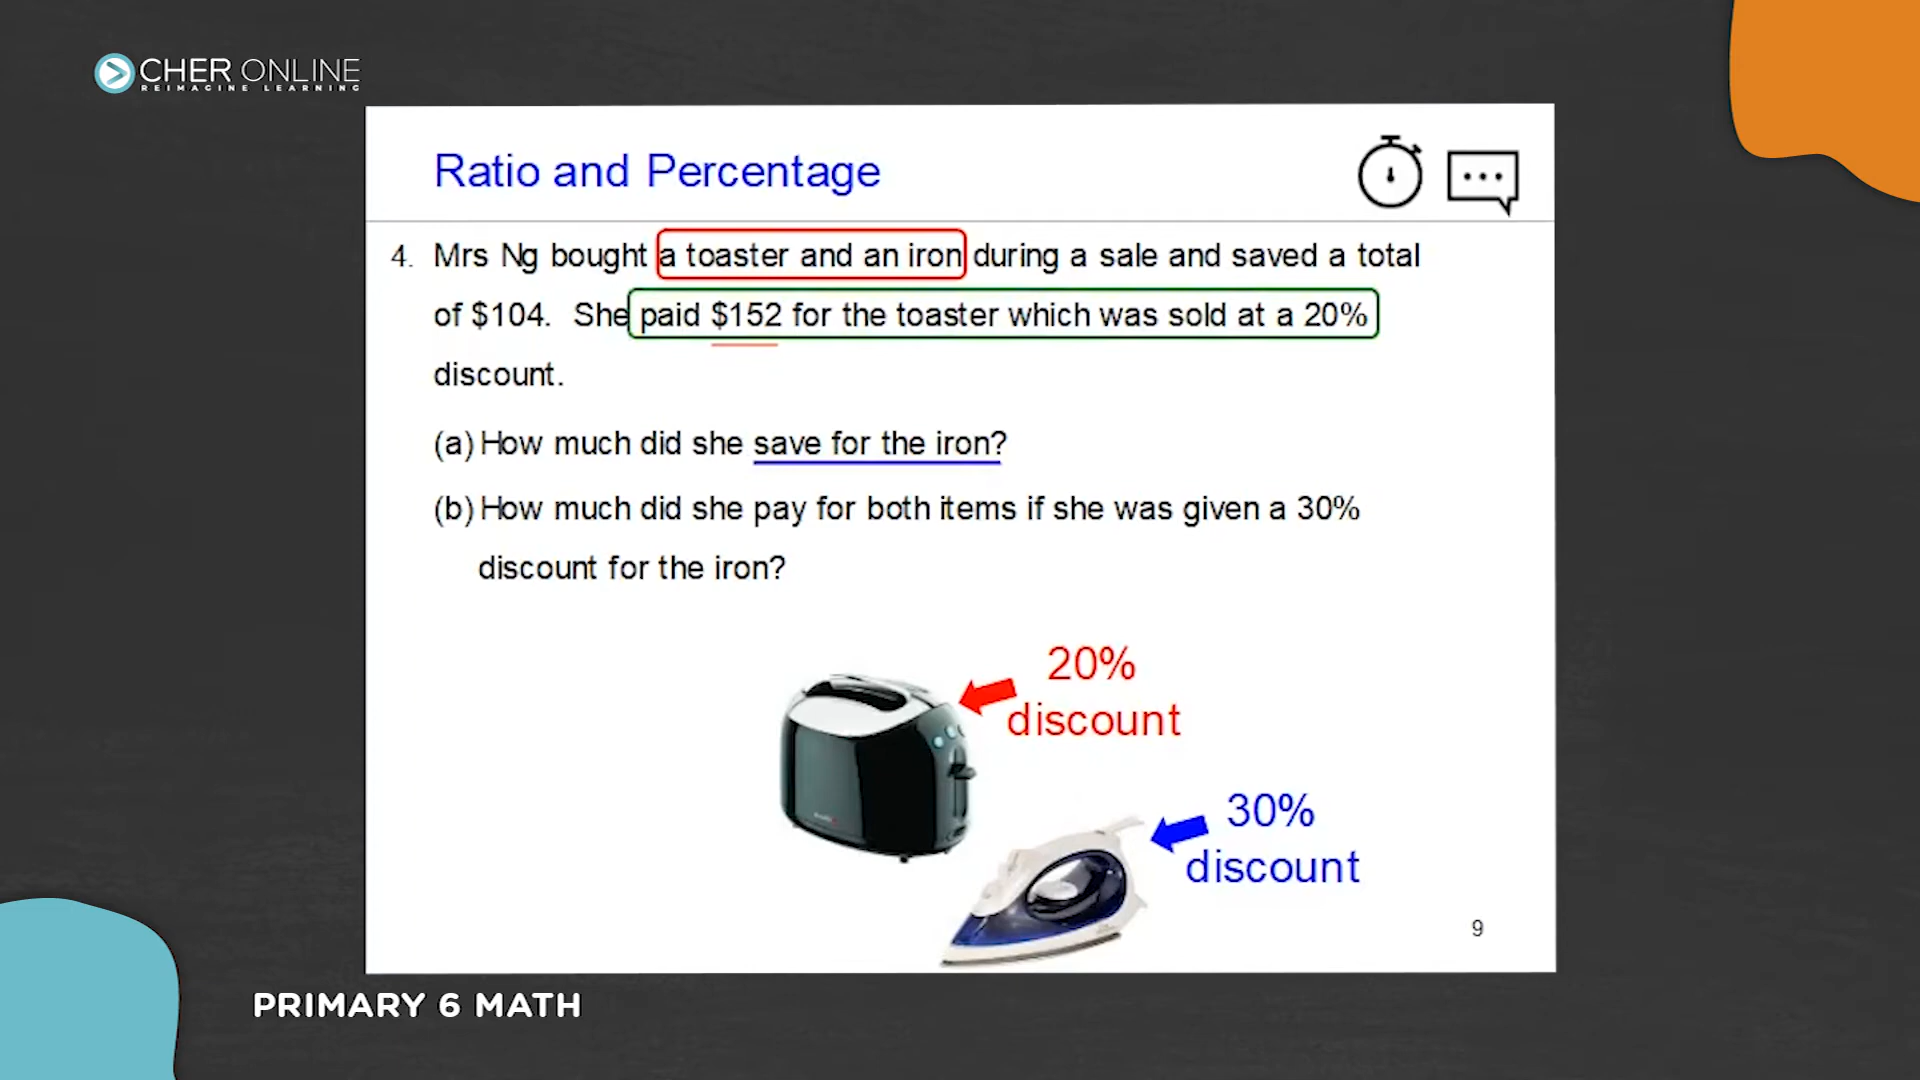 CHER ONLINE
REIMAGINE LEARNING
Ratio and Percentage
4. Mrs Ng bought a toaster and an iron during a sale and saved a total
of $104. She paid $152 for the toaster which was sold at a 20%
discount.
(a) How much did she save for the iron?
(b) How much did she pay for both items if she was given a 30%
discount for the iron?
20%
discount
30%
discount
9
PRIMARY 6 MATH